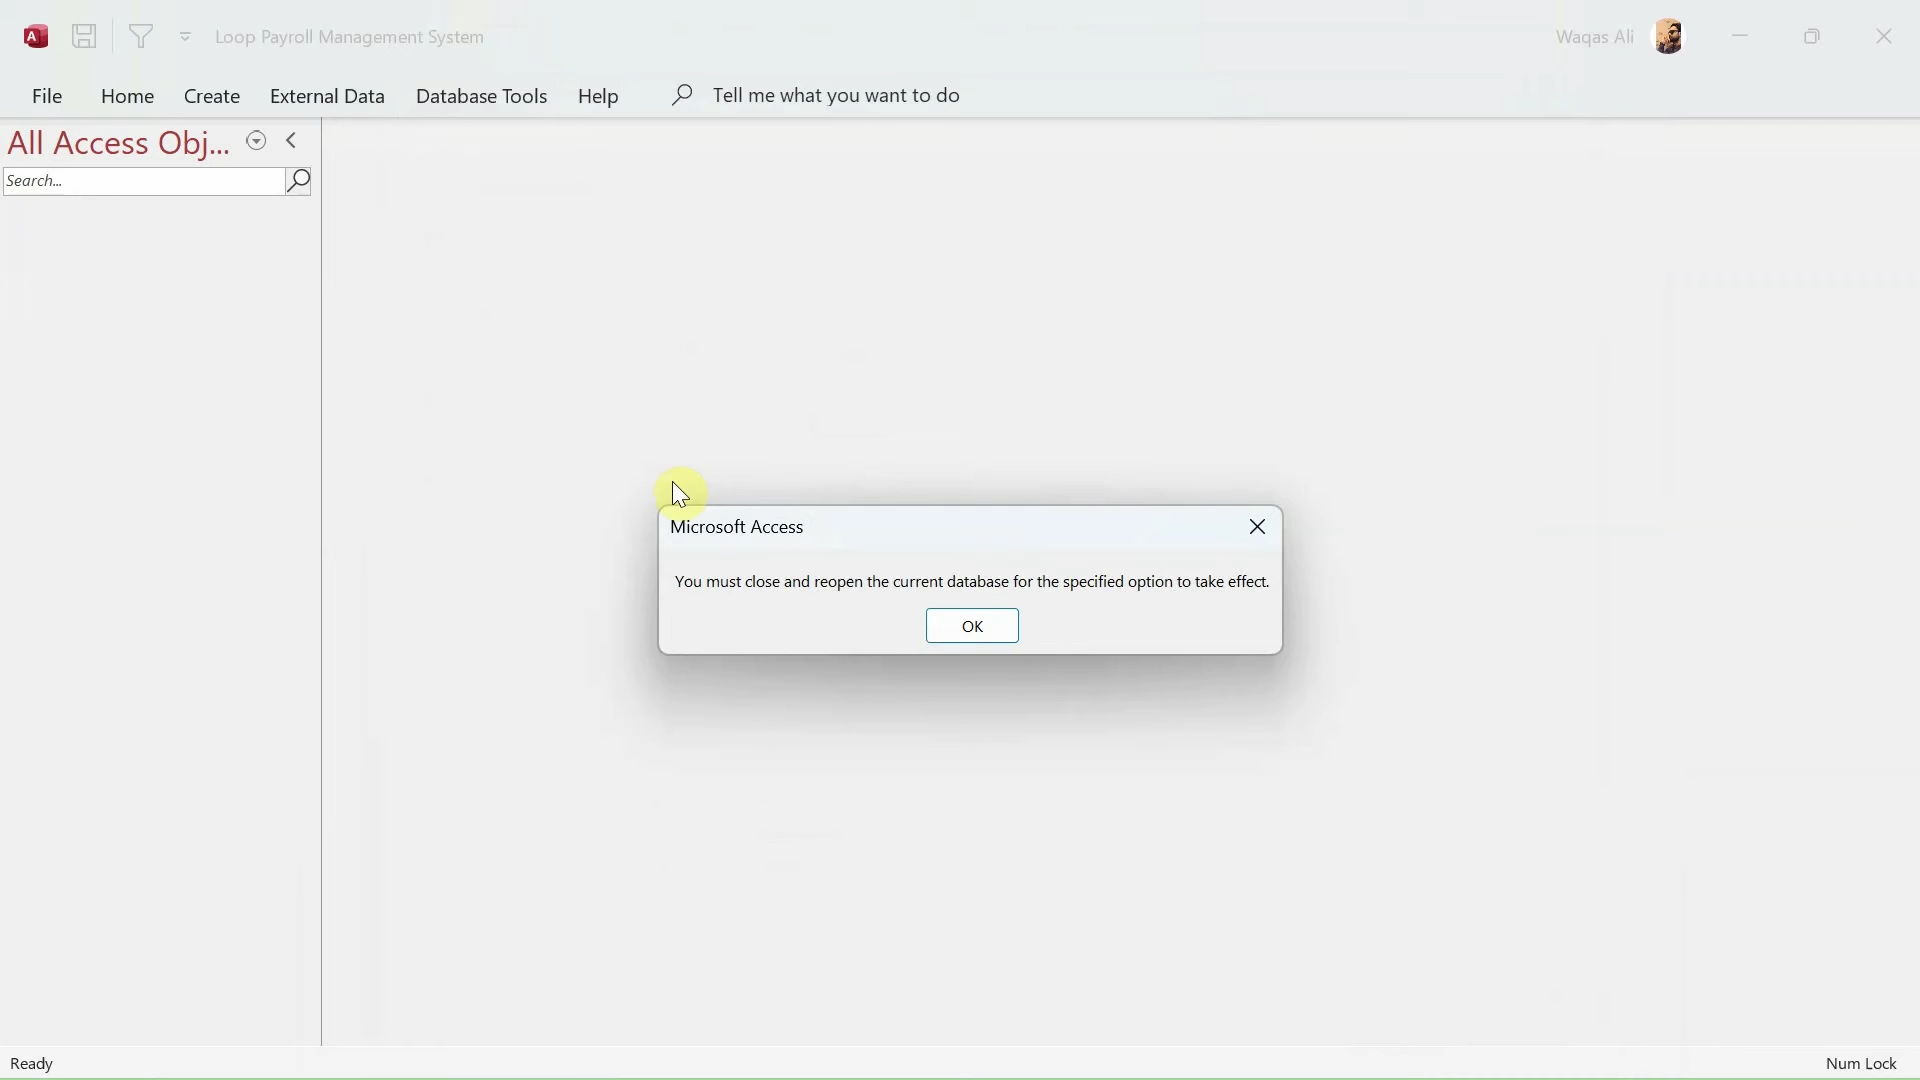 Loop Payroll Management System
Waqas Ali
File Home Create External Data Database Tools Help Tell me what you want to do
All Access Obj...
Search...
Microsoft Access
You must close and reopen the current database for the specified option to take effect.
OK
Ready
Num Lock